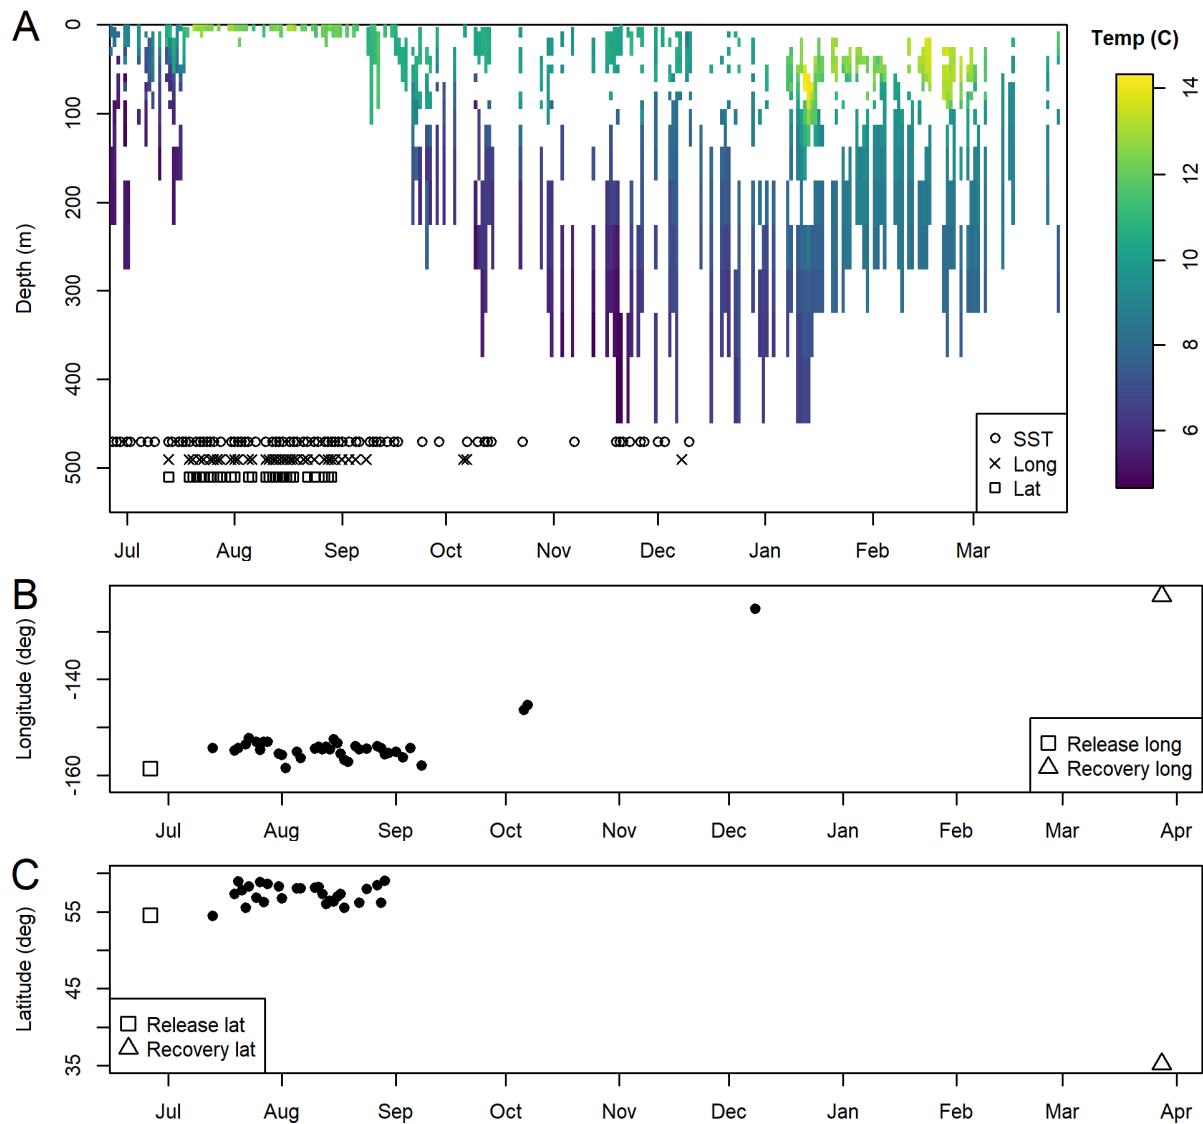 A
0
100
200
300
400
500
Depth (m)
SST
Long
Lat
Jul Aug Sep Oct Nov Dec Jan Feb Mar
Temp (C)
14
12
10
8
6
B
Longitude (deg)
-140
-160
Release long
Recovery long
Jul Aug Sep Oct Nov Dec Jan Feb Mar Apr
C
Latitude (deg)
55
45
35
Release lat
Recovery lat
Jul Aug Sep Oct Nov Dec Jan Feb Mar Apr